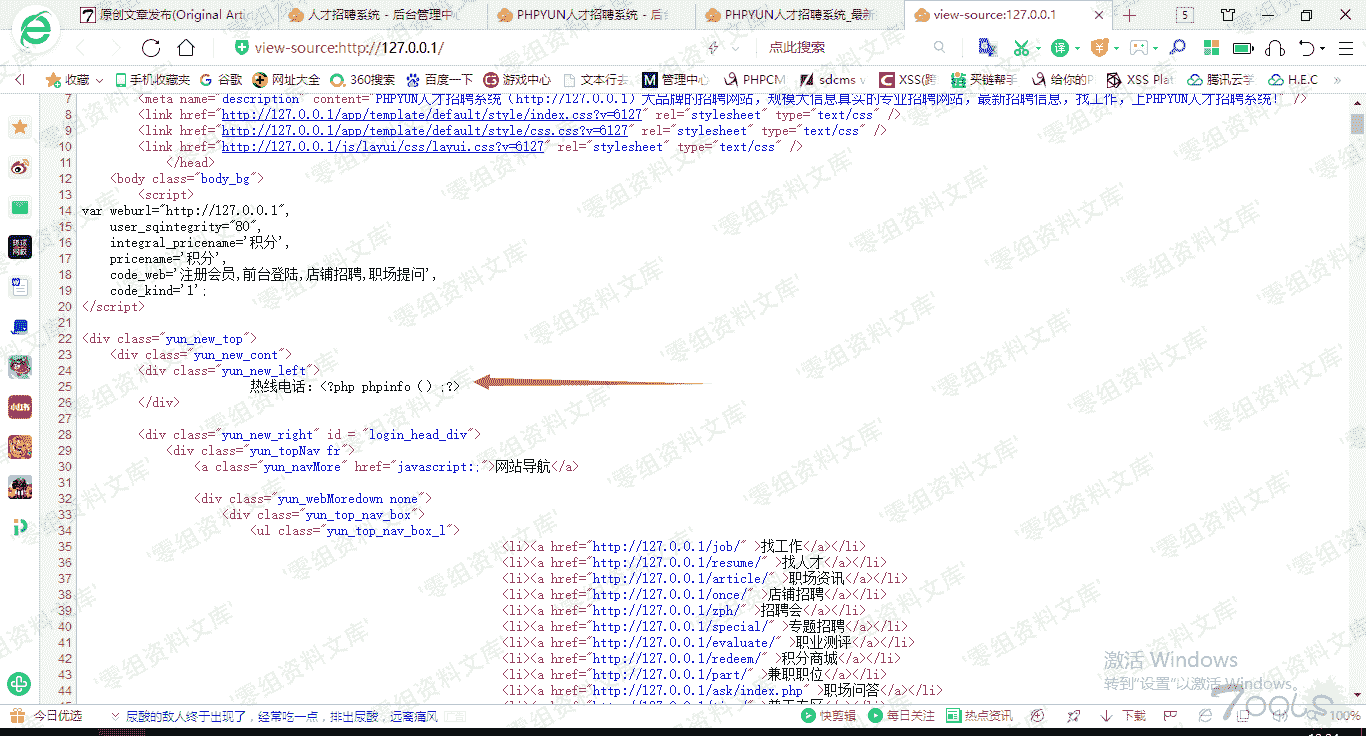 原创文章发布(Original Artic
人才招聘系统 - 后台管理中心
PHPYUN人才招聘系统 - 后台
PHPYUN人才招聘系统_最新
view-source:127.0.0.1
5
view-source:http://127.0.0.1/
点此搜索
译
收藏
手机收藏夹
谷歌
网址大全
360搜索
百度一下
游戏中心
文本行去
管理中心
PHPCM
sdcms v
XSS(跨
买链帮手
给你的P
XSS Plat
腾讯云学
H.E.C
7 <meta name="description" content="PHPYUN人才招聘系统（http://127.0.0.1）大品牌的招聘网站，规模大信息真实的专业招聘网站，最新招聘信息，找工作，上PHPYUN人才招聘系统!" />
8 <link href="http://127.0.0.1/app/template/default/style/index.css?v=6127" rel="stylesheet" type="text/css" />
9 <link href="http://127.0.0.1/app/template/default/style/css.css?v=6127" rel="stylesheet" type="text/css" />
10 <link href="http://127.0.0.1/js/layui/css/layui.css?v=6127" rel="stylesheet" type="text/css" />
11 </head>
12 <body class="body_bg">
13 <script>
14 var weburl="http://127.0.0.1",
15 user_sqintegrity="80",
16 integral_pricename='积分',
17 pricename='积分',
18 code_web='注册会员,前台登陆,店铺招聘,职场提问',
19 code_kind='1';
20 </script>
21
22 <div class="yun_new_top">
23 <div class="yun_new_cont">
24 <div class="yun_new_left">
25 热线电话：<?php phpinfo（）;?>
26 </div>
27
28 <div class="yun_new_right" id = "login_head_div">
29 <div class="yun_topNav fr">
30 <a class="yun_navMore" href="javascript:;">网站导航</a>
31
32 <div class="yun_webMoredown none">
33 <div class="yun_top_nav_box">
34 <ul class="yun_top_nav_box_l">
35 <li><a href="http://127.0.0.1/job/" >找工作</a></li>
36 <li><a href="http://127.0.0.1/resume/" >找人才</a></li>
37 <li><a href="http://127.0.0.1/article/" >职场资讯</a></li>
38 <li><a href="http://127.0.0.1/once/" >店铺招聘</a></li>
39 <li><a href="http://127.0.0.1/zph/" >招聘会</a></li>
40 <li><a href="http://127.0.0.1/special/" >专题招聘</a></li>
41 <li><a href="http://127.0.0.1/evaluate/" >职业测评</a></li>
42 <li><a href="http://127.0.0.1/redeem/" >积分商城</a></li>
43 <li><a href="http://127.0.0.1/part/" >兼职职位</a></li>
44 <li><a href="http://127.0.0.1/ask/index.php" >职场问答</a></li>
零组资料文库
激活 Windows
转到"设置"以激活 Windows。
7ools
今日优选
尿酸的敌人终于出现了，经常吃一点，排出尿酸，远离痛风
快剪辑
每日关注
热点资讯
下载
100%